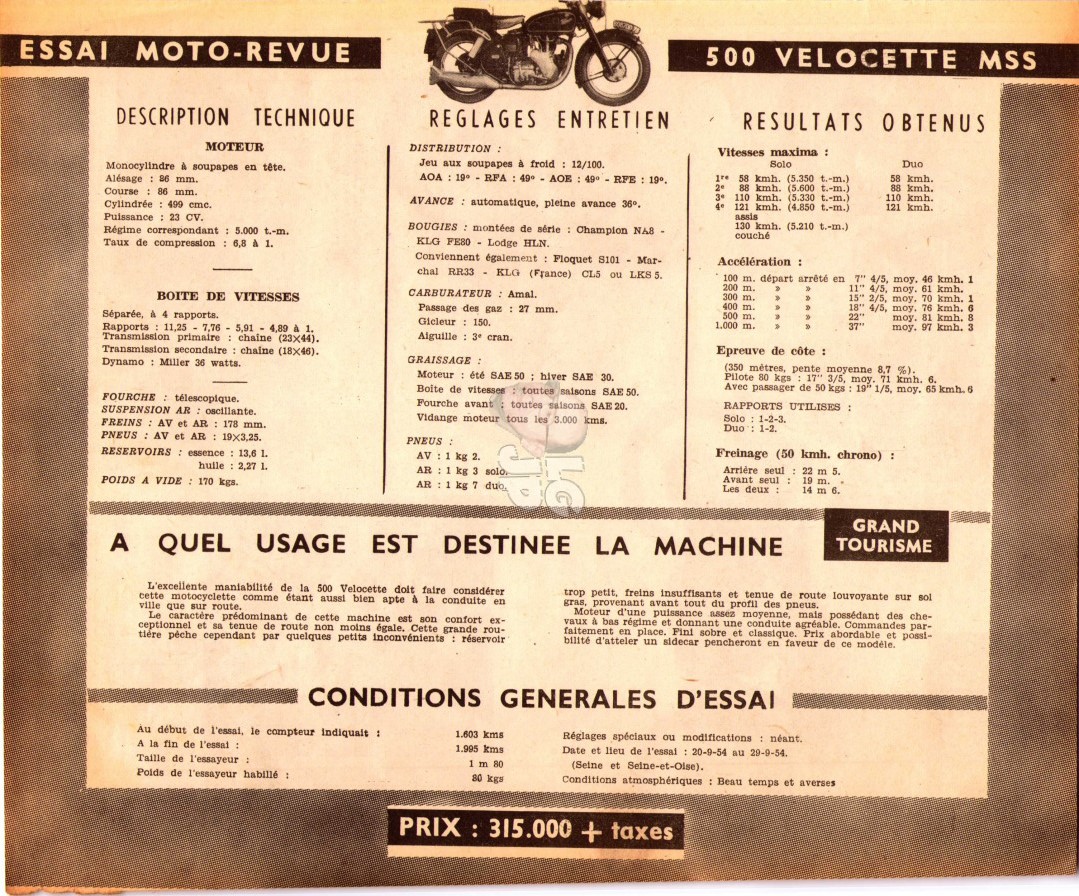 ESSAI MOTO-REVUE
500 VELOCETTE MSS
DESCRIPTION TECHNIQUE
MOTEUR
Monocylindre à soupapes en tête.
Alésage : 86 mm.
Course : 86 mm.
Cylindrée : 499 cmc.
Puissance : 23 CV.
Régime correspondant : 5.000 t.-m.
Taux de compression : 6,8 à 1.
BOITE DE VITESSES
Séparée, à 4 rapports.
Rapports : 11,25 - 7,76 - 5,91 - 4,89 à 1.
Transmission primaire : chaîne (23×44).
Transmission secondaire : chaîne (18×46).
Dynamo : Miller 36 watts.
FOURCHE : télescopique.
SUSPENSION AR : oscillante.
FREINS : AV et AR : 178 mm.
PNEUS : AV et AR : 19×3,25.
RESERVOIRS : essence : 13,6 l.
huile : 2,27 l.
POIDS A VIDE : 170 kgs.
REGLAGES ENTRETIEN
DISTRIBUTION :
Jeu aux soupapes à froid : 12/100.
AOA : 19º - RFA : 49º - AOE : 49º - RFE : 19º.
AVANCE : automatique, pleine avance 36º.
BOUGIES : montées de série : Champion NA8 -
KLG FE80 - Lodge HLN.
Conviennent également : Floquet S101 - Mar-
chal RR33 - KLG (France) CL5 ou LKS 5.
CARBURATEUR : Amal.
Passage des gaz : 27 mm.
Gicleur : 150.
Aiguille : 3e cran.
GRAISSAGE :
Moteur : été SAE 50 ; hiver SAE 30.
Boîte de vitesses : toutes saisons SAE 50.
Fourche avant : toutes saisons SAE 20.
Vidange moteur tous les 3.000 kms.
PNEUS :
AV : 1 kg 2.
AR : 1 kg 3 solo.
AR : 1 kg 7 duo.
RESULTATS OBTENUS
Vitesses maxima :
Solo Duo
1re 58 kmh. (5.350 t.-m.) 58 kmh.
2e 88 kmh. (5.600 t.-m.) 88 kmh.
3e 110 kmh. (5.330 t.-m.) 110 kmh.
4e 121 kmh. (4.850 t.-m.) 121 kmh.
assis
130 kmh. (5.210 t.-m.)
couché
Accélération :
100 m. départ arrêté en 7" 4/5, moy. 46 kmh. 1
200 m. » » 11" 4/5, moy. 61 kmh.
300 m. » » 15" 2/5, moy. 70 kmh. 1
400 m. » » 18" 4/5, moy. 76 kmh. 6
500 m. » » 22" moy. 81 kmh. 8
1.000 m. » » 37" moy. 97 kmh. 3
Epreuve de côte :
(350 mètres, pente moyenne 8,7 %).
Pilote 80 kgs : 17" 3/5, moy. 71 kmh. 6.
Avec passager de 50 kgs : 19" 1/5, moy. 65 kmh. 6
RAPPORTS UTILISES :
Solo : 1-2-3.
Duo : 1-2.
Freinage (50 kmh. chrono) :
Arrière seul : 22 m 5.
Avant seul : 19 m.
Les deux : 14 m 6.
LG
JP
A QUEL USAGE EST DESTINEE LA MACHINE
GRAND
TOURISME
L'excellente maniabilité de la 500 Velocette doit faire considérer
cette motocyclette comme étant aussi bien apte à la conduite en
ville que sur route.
Le caractère prédominant de cette machine est son confort ex-
ceptionnel et sa tenue de route non moins égale. Cette grande rou-
tière pêche cependant par quelques petits inconvénients : réservoir
trop petit, freins insuffisants et tenue de route louvoyante sur sol
gras, provenant avant tout du profil des pneus.
Moteur d'une puissance assez moyenne, mais possédant des che-
vaux à bas régime et donnant une conduite agréable. Commandes par-
faitement en place. Fini sobre et classique. Prix abordable et possi-
bilité d'atteler un sidecar pencheront en faveur de ce modèle.
CONDITIONS GENERALES D'ESSAI
Au début de l'essai, le compteur indiquait : 1.603 kms
A la fin de l'essai : 1.995 kms
Taille de l'essayeur : 1 m 80
Poids de l'essayeur habillé : 80 kgs
Réglages spéciaux ou modifications : néant.
Date et lieu de l'essai : 20-9-54 au 29-9-54.
(Seine et Seine-et-Oise).
Conditions atmosphériques : Beau temps et averses
PRIX : 315.000 + taxes